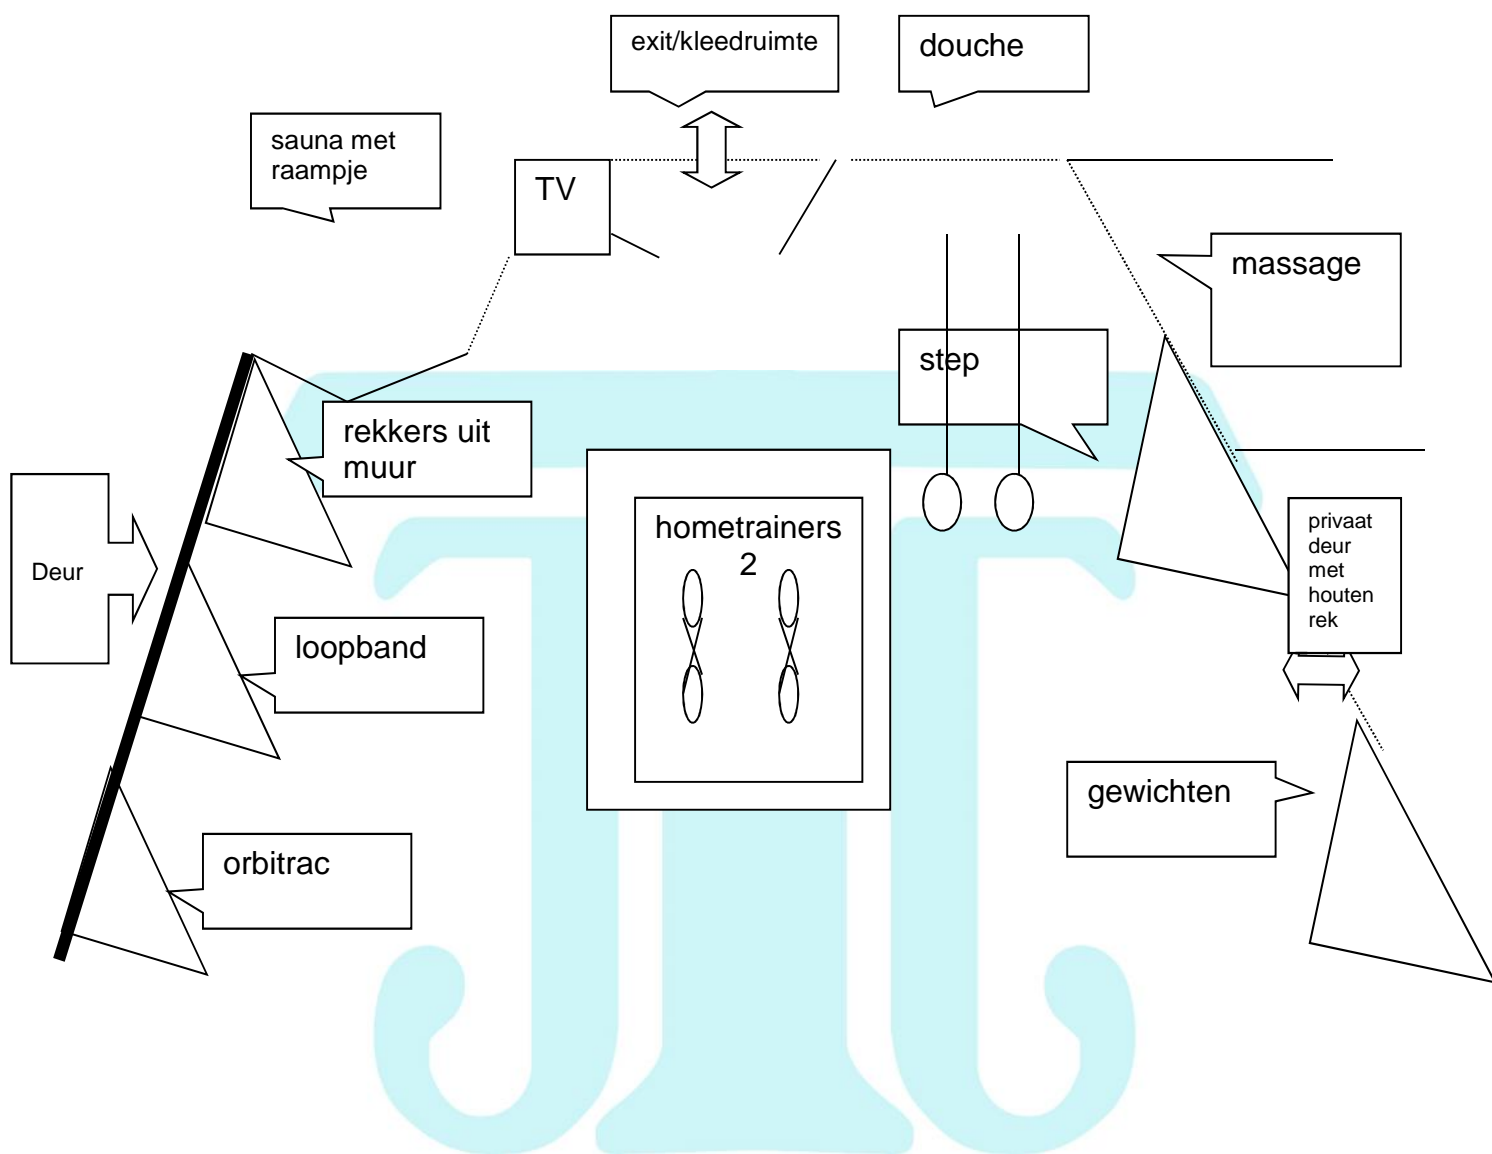 exit/kleedruimte
douche
sauna met
raampje
TV
massage
step
rekkers uit
muur
Deur
hometrainers
2
privaat
deur
met
houten
rek
loopband
gewichten
orbitrac